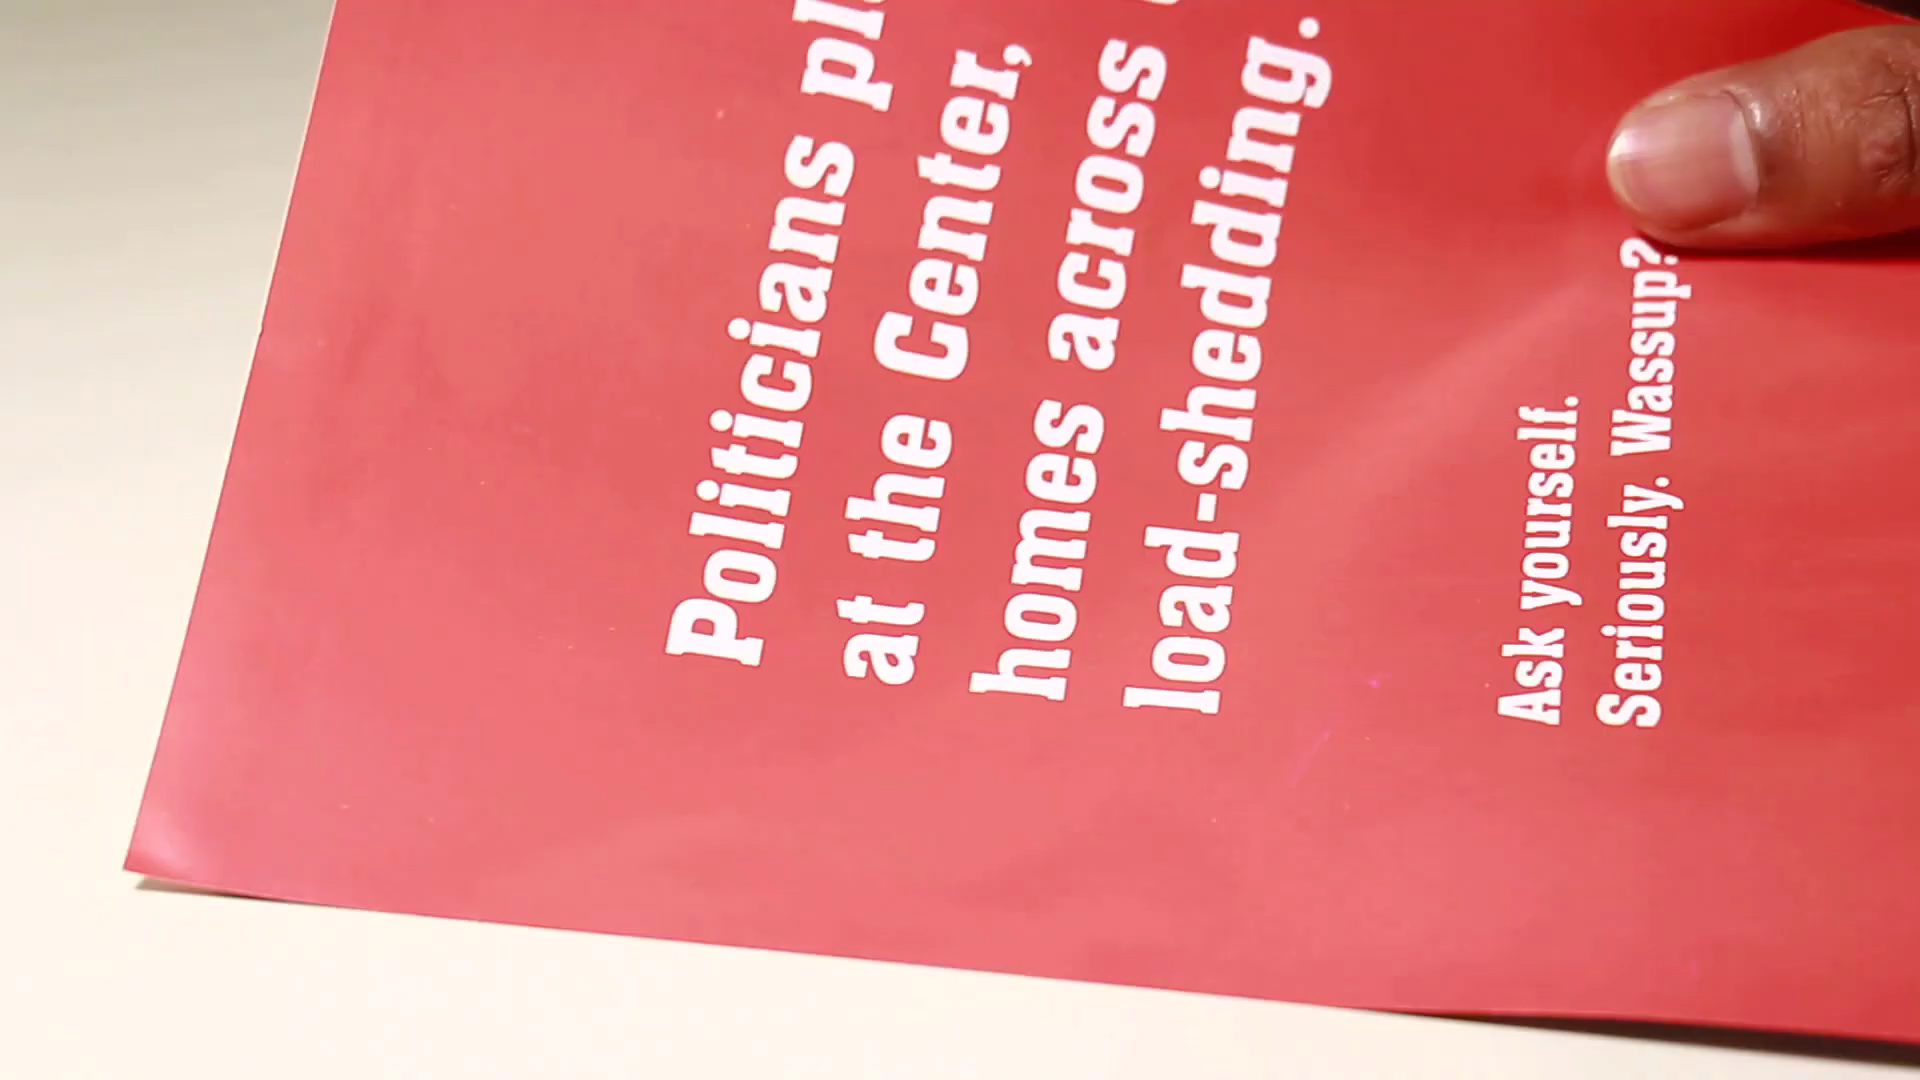 Politicians
at the Center,
homes across
load-shedding.
Ask yourself.
Seriously. Wassup?